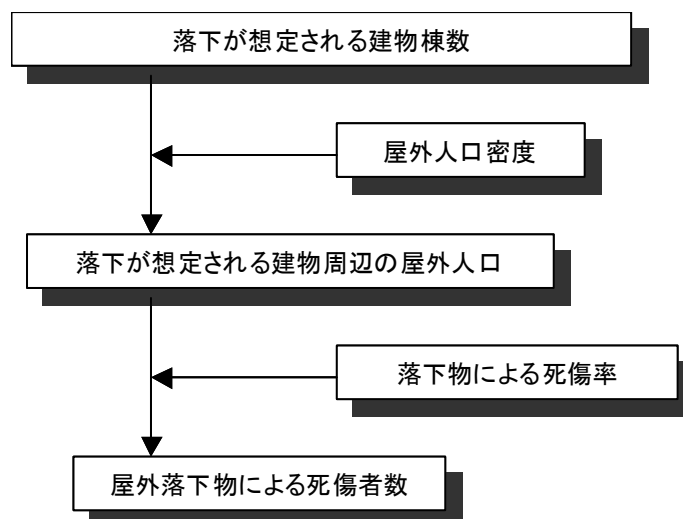 落下が想定される建物棟数
屋外人口密度
落下が想定される建物周辺の屋外人口
落下物による死傷率
屋外落下物による死傷者数